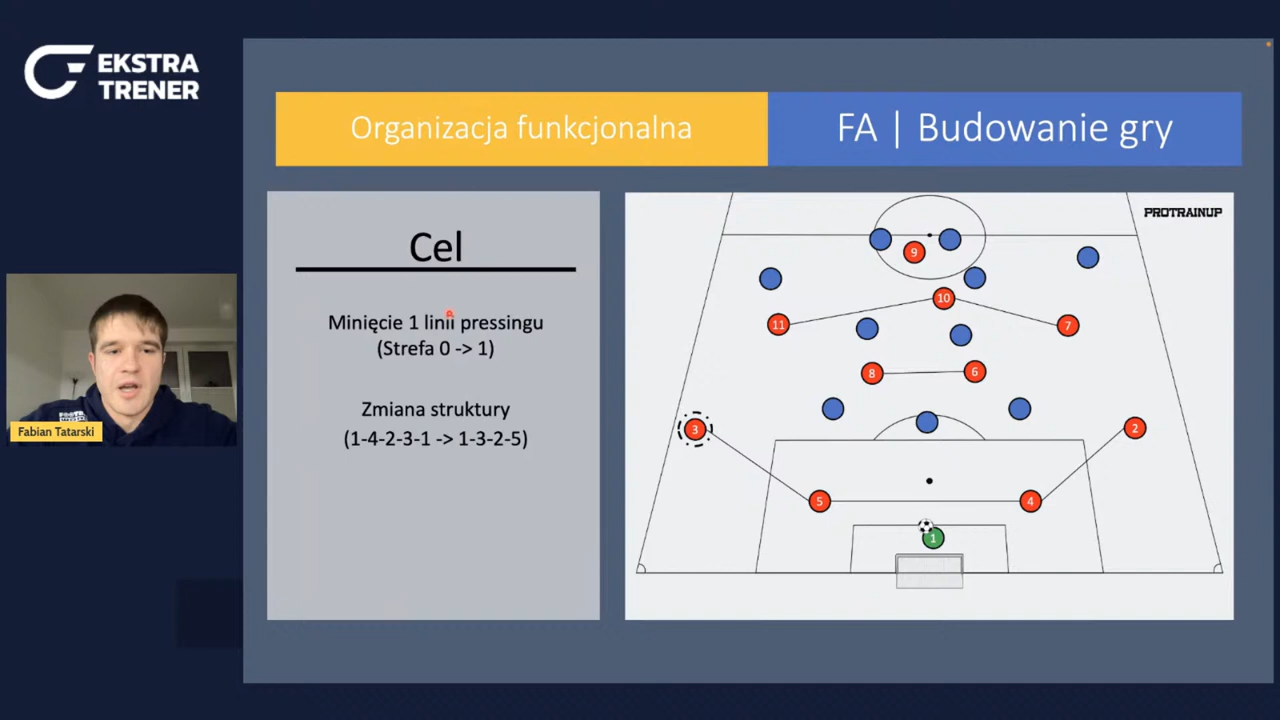 EKSTRA
TRENER
Organizacja funkcjonalna
FA | Budowanie gry
Cel
Minięcie 1 linii pressingu
(Strefa 0 -> 1)
Zmiana struktury
(1-4-2-3-1 -> 1-3-2-5)
PROTRAINUP
9
10
11
7
8
6
3
2
5
4
1
Fabian Tatarski